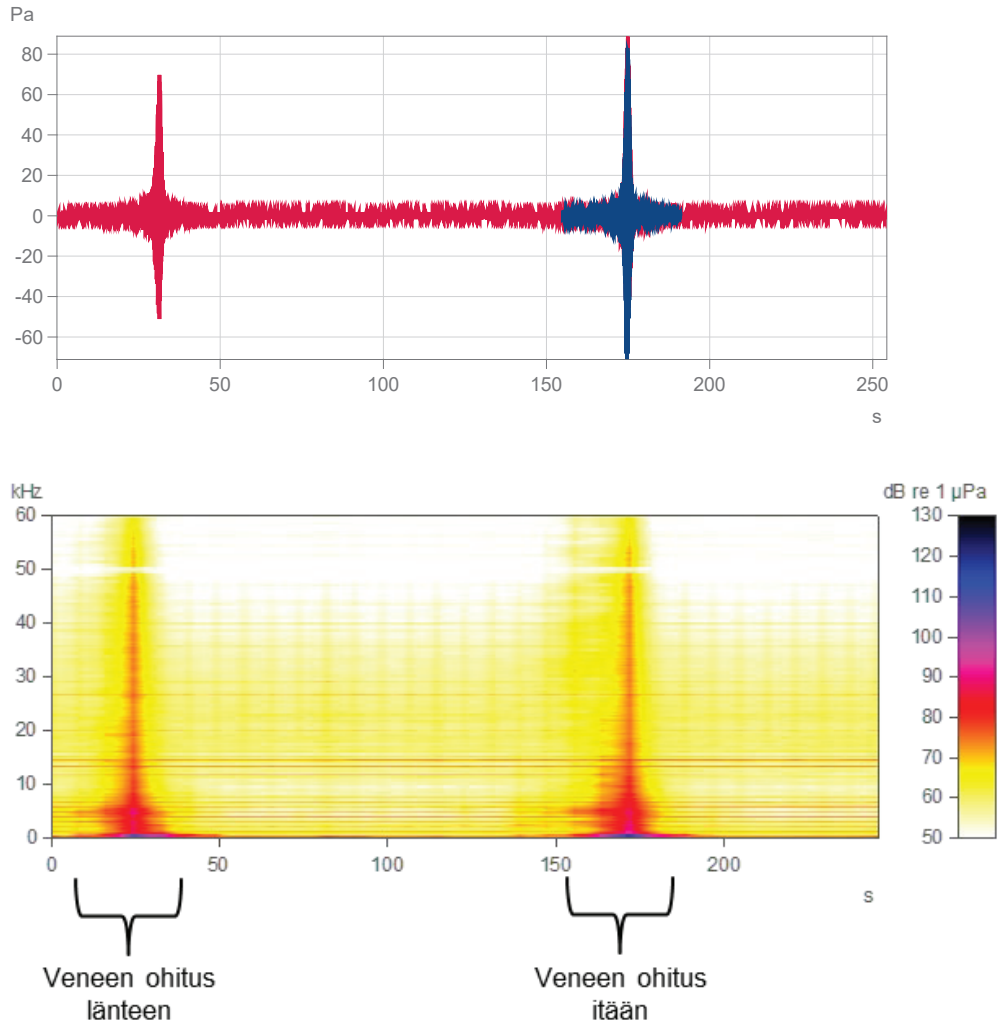 Pa
80
60
40
20
0
-20
-40
-60
0 50 100 150 200 250
s
kHz
dB re 1 µPa
60 130
50 120
40 110
30 100
20 90
10 80
0 70
60
50
0 50 100 150 200
s
Veneen ohitus
länteen
Veneen ohitus
itään